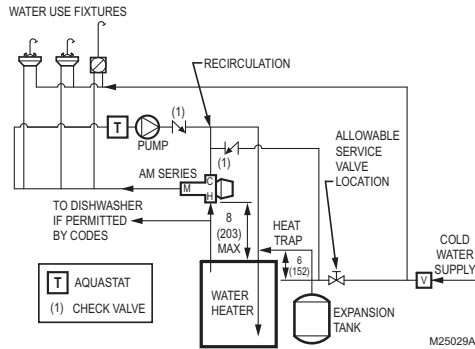 WATER USE FIXTURES
RECIRCULATION
(1)
T
PUMP
ALLOWABLE
SERVICE
VALVE
LOCATION
(1)
AM SERIES
C
M
H
TO DISHWASHER
IF PERMITTED
BY CODES
8
(203)
MAX
HEAT
TRAP
6
(152)
COLD
WATER
SUPPLY
V
T AQUASTAT
(1) CHECK VALVE
WATER
HEATER
EXPANSION
TANK
M25029A